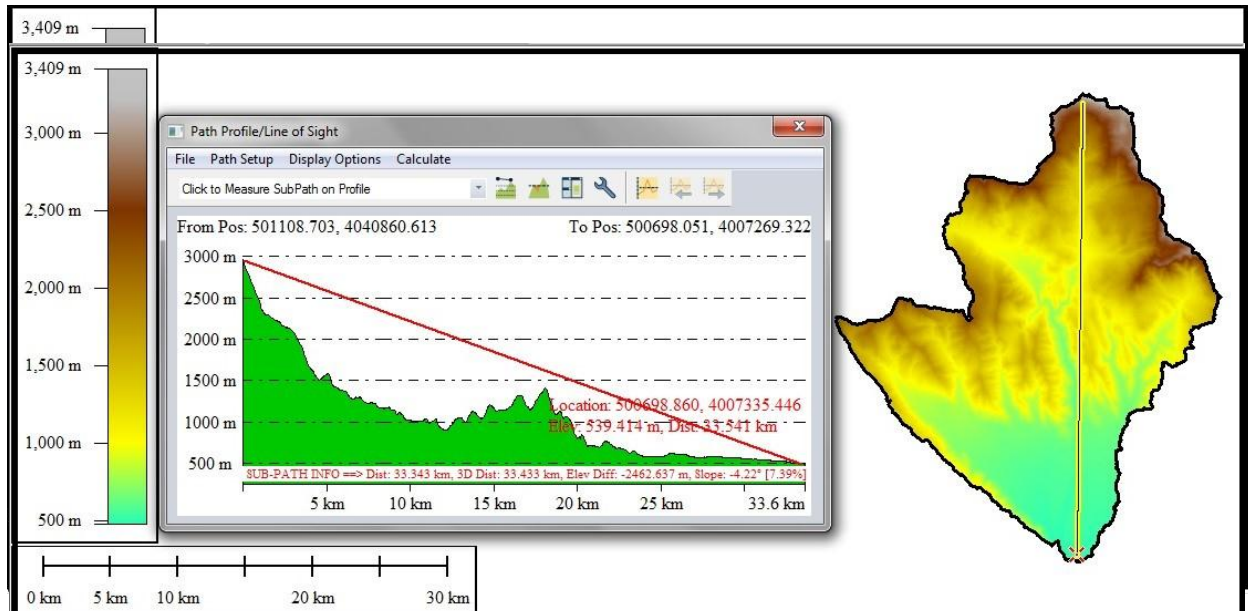 3,409 m
3,409 m
3,000 m
2,500 m
2,000 m
1,500 m
1,000 m
500 m
Path Profile/Line of Sight
File Path Setup Display Options Calculate
Click to Measure SubPath on Profile
From Pos: 501108.703, 4040860.613 To Pos: 500698.051, 4007269.322
3000 m
2500 m
2000 m
1500 m
1000 m
500 m
Location: 500698.860, 4007335.446
Elev: 539.414 m, Dist: 33.541 km
SUB-PATH INFO ==> Dist: 33.343 km, 3D Dist: 33.433 km, Elev Diff: -2462.637 m, Slope: -4.22° [7.39%]
5 km 10 km 15 km 20 km 25 km 33.6 km
0 km 5 km 10 km 20 km 30 km